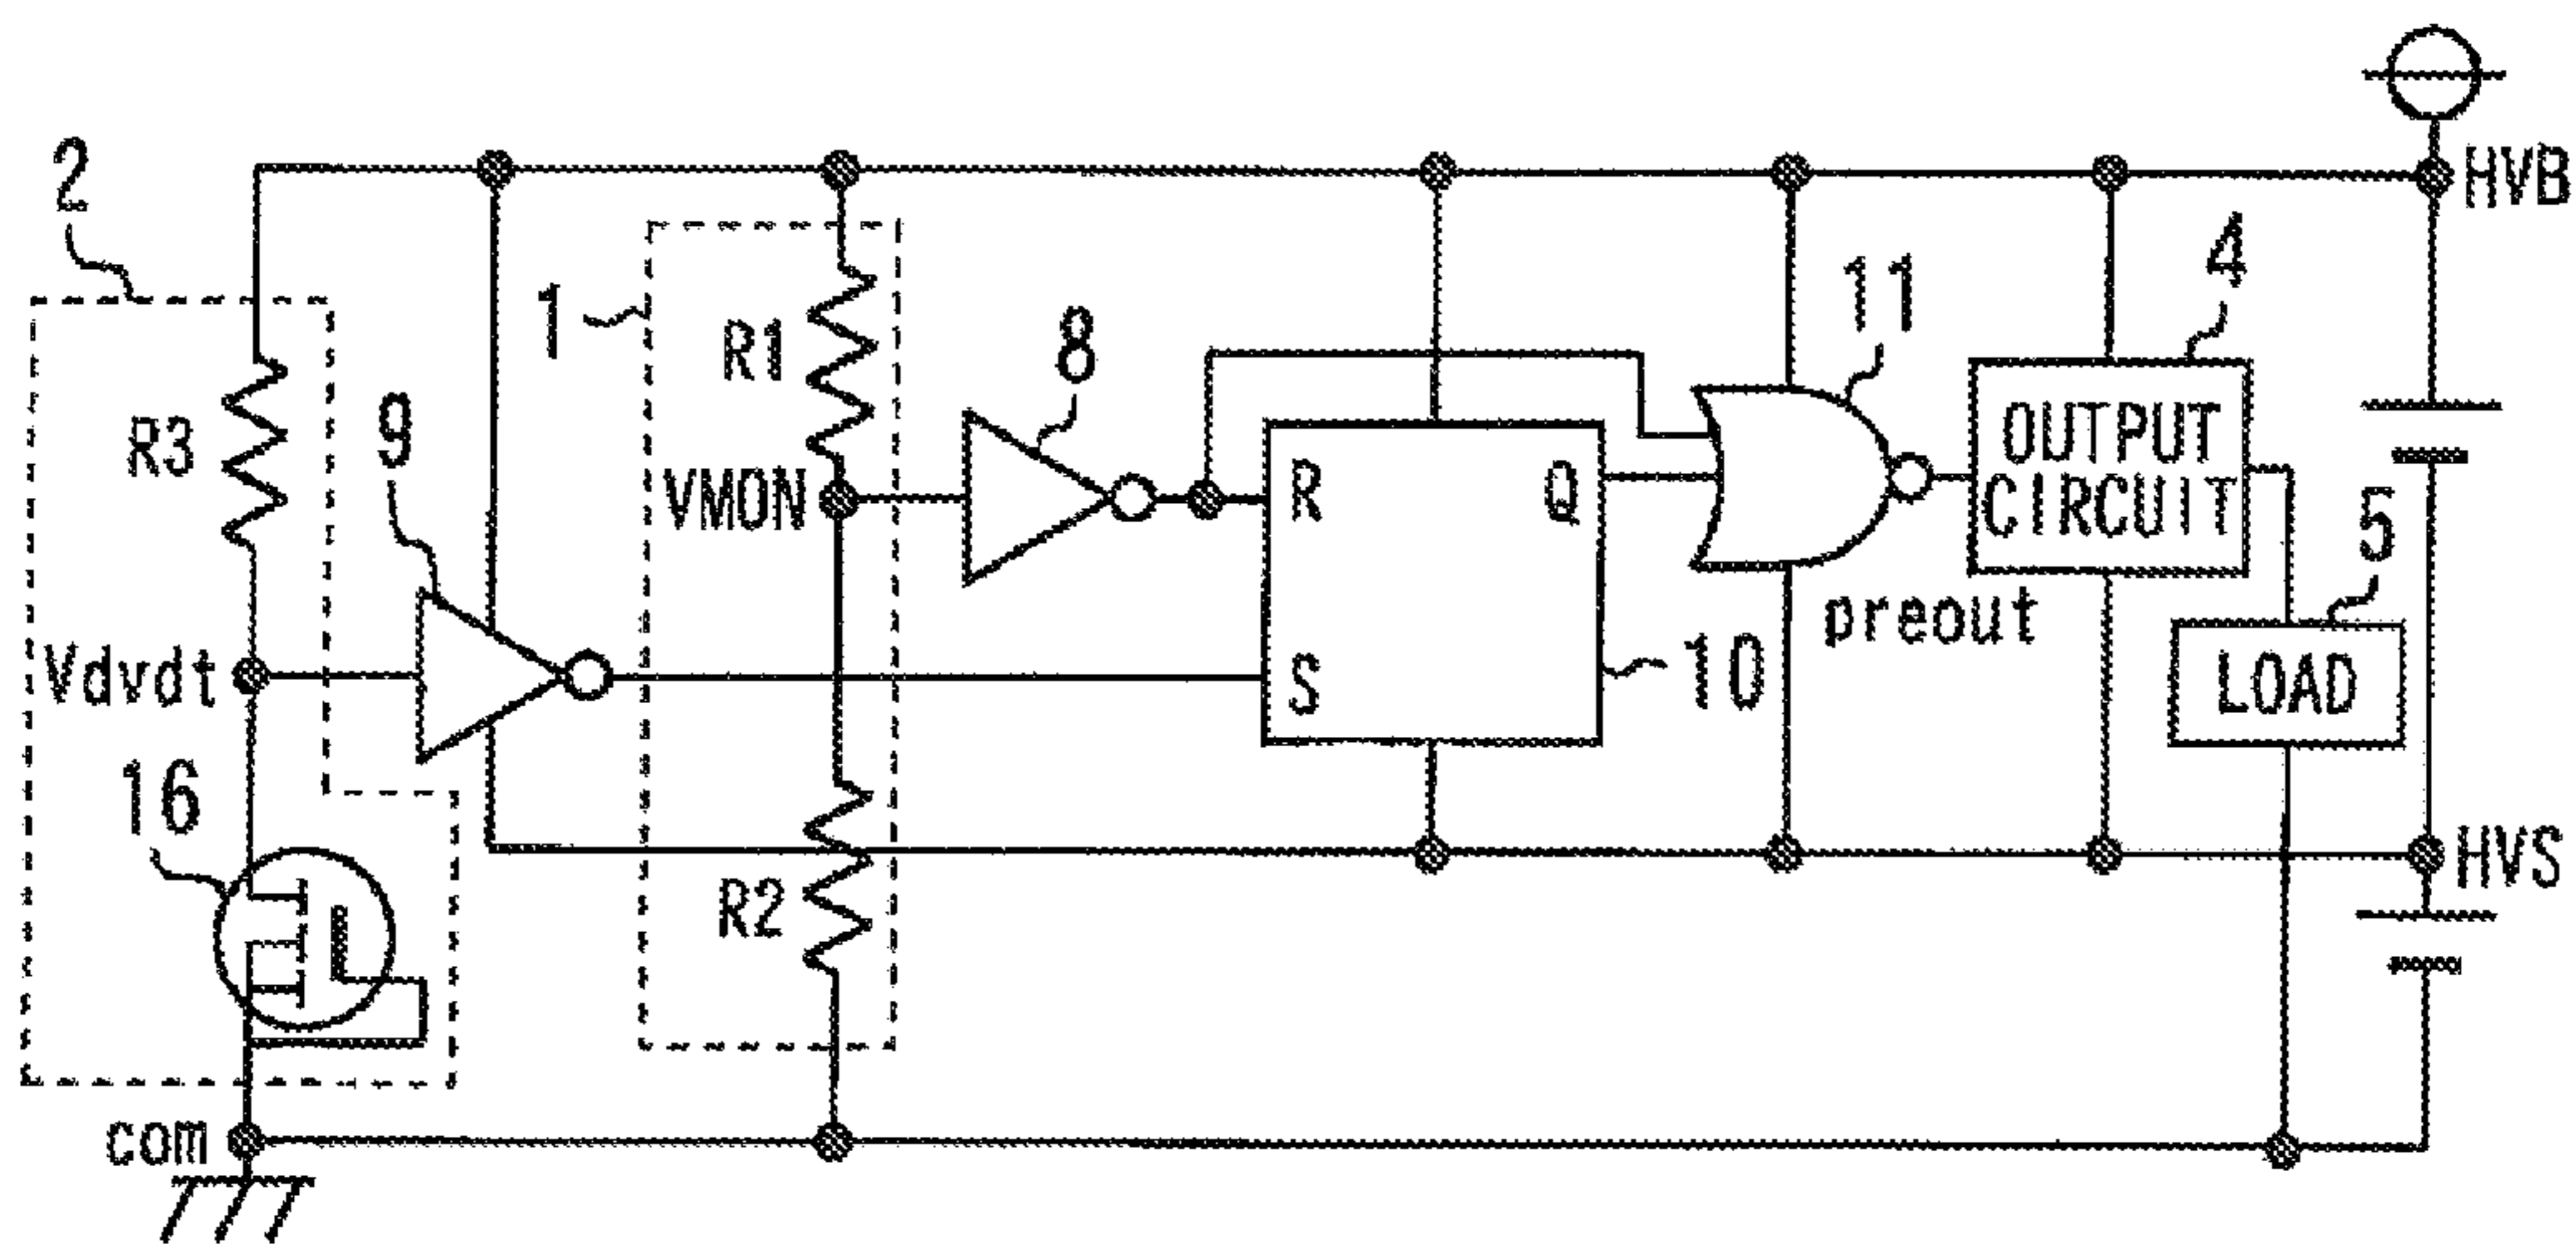 HVB
2
4
11
1
R1
8
OUTPUT
CIRCUIT
R3
9
VMON
R
Q
5
preout
Vdvdt
S
10
LOAD
16
R2
HVS
com